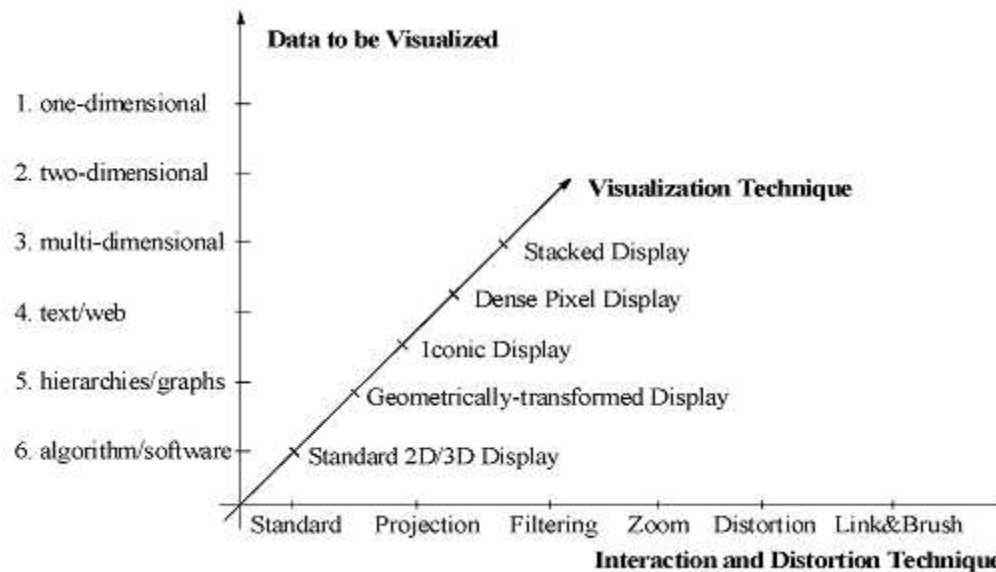 Data to be Visualized
1. one-dimensional
2. two-dimensional
Visualization Technique
3. multi-dimensional
Stacked Display
Dense Pixel Display
4. text/web
Iconic Display
5. hierarchies/graphs
Geometrically-transformed Display
6. algorithm/software
Standard 2D/3D Display
Standard Projection Filtering Zoom Distortion Link&Brush
Interaction and Distortion Technique